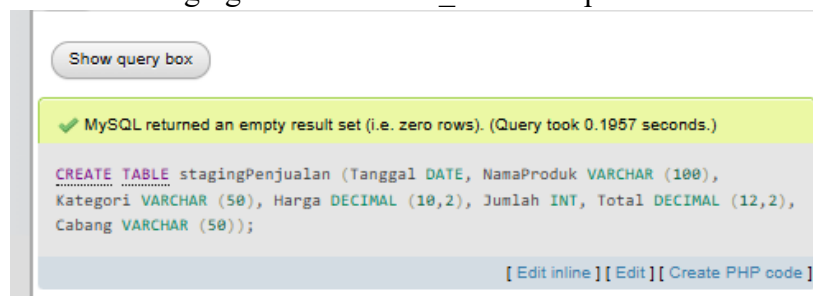 Show query box
MySQL returned an empty result set (i.e. zero rows). (Query took 0.1957 seconds.)
CREATE TABLE stagingPenjualan (Tanggal DATE, NamaProduk VARCHAR (100),
Kategori VARCHAR (50), Harga DECIMAL (10,2), Jumlah INT, Total DECIMAL (12,2),
Cabang VARCHAR (50));
[ Edit inline ] [ Edit ] [ Create PHP code ]